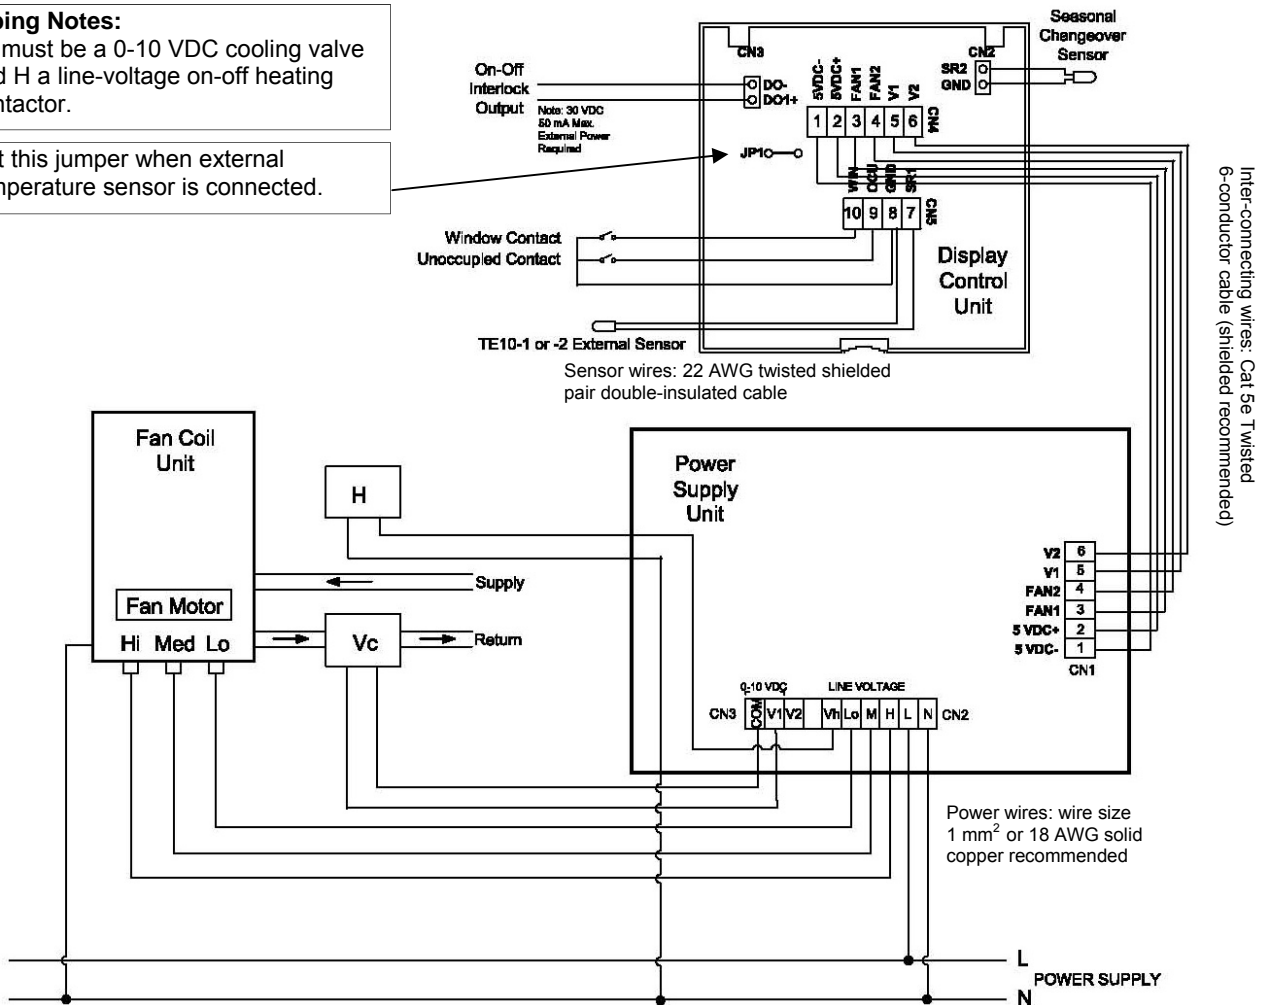 ping Notes:
must be a 0-10 VDC cooling valve
d H a line-voltage on-off heating
ntactor.
t this jumper when external
mperature sensor is connected.
On-Off
Interlock
Output
Note: 30 VDC
50 mA Max.
External Power
Required
CN3
DO-
DO1+
JP1
5VDC-
5VDC+
FAN1
FAN2
V1
V2
1 2 3 4 5 6
CN4
CN2
SR2
GND
Seasonal
Changeover
Sensor
WIN
OCU
GND
SR1
10 9 8 7
CN5
Window Contact
Unoccupied Contact
Display
Control
Unit
TE10-1 or -2 External Sensor
Sensor wires: 22 AWG twisted shielded
pair double-insulated cable
Inter-connecting wires: Cat 5e Twisted
6-conductor cable (shielded recommended)
Fan Coil
Unit
Fan Motor
Hi Med Lo
H
Supply
Vc
Return
Power
Supply
Unit
V2 6
V1 5
FAN2 4
FAN1 3
5 VDC+ 2
5 VDC- 1
CN1
0-10 VDC
LINE VOLTAGE
CN3 COM V1 V2 Vh Lo M H L N CN2
Power wires: wire size
1 mm2 or 18 AWG solid
copper recommended
L
POWER SUPPLY
N